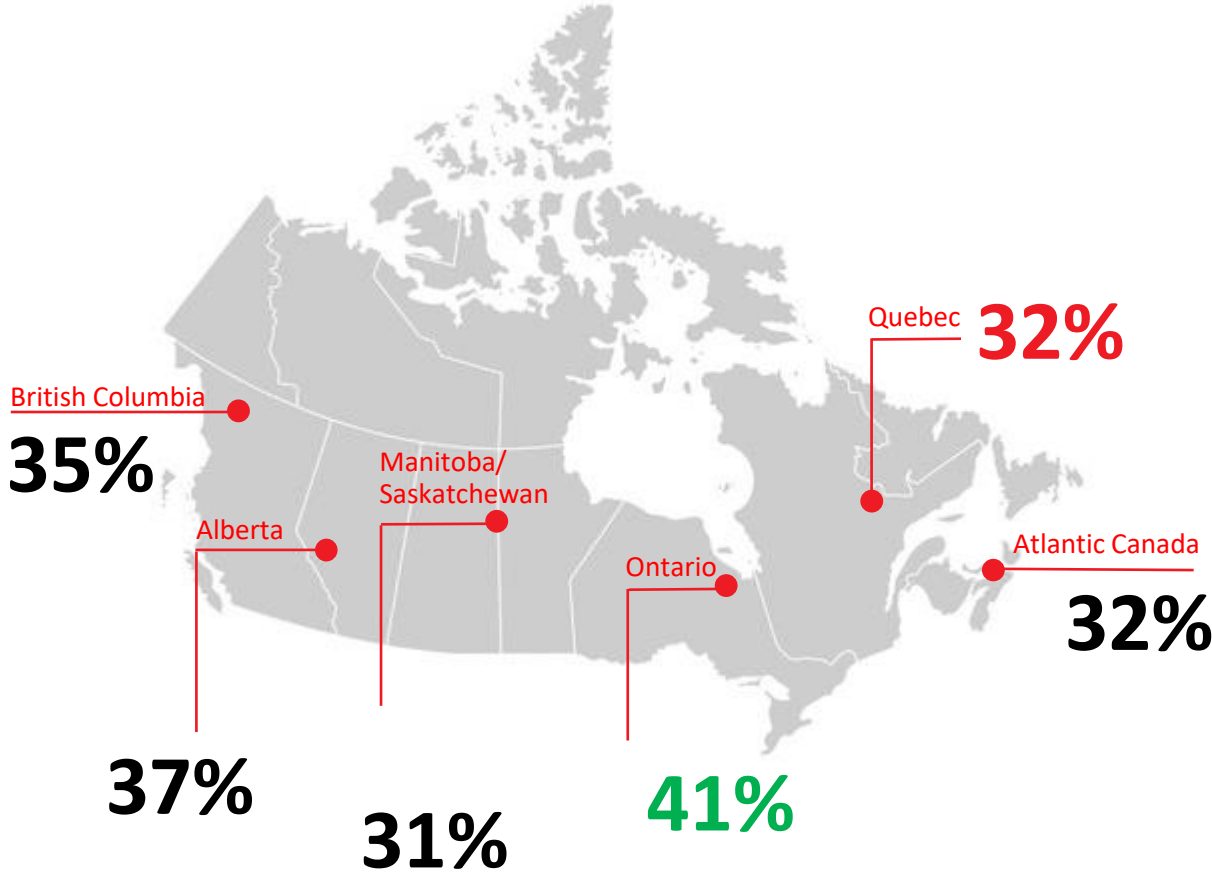 Quebec
32%
British Columbia
35%
Manitoba/
Saskatchewan
31%
Alberta
37%
Ontario
41%
Atlantic Canada
32%